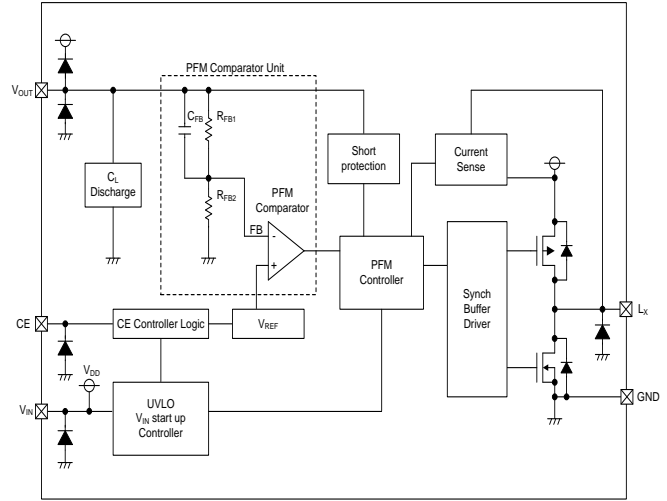 PFM Comparator Unit
VOUT
CFB
RFB1
CL
Discharge
RFB2
Short
protection
Current
Sense
PFM
Comparator
FB
-
+
PFM
Controller
Synch
Buffer
Driver
LX
CE
CE Controller Logic
VREF
VDD
VIN
UVLO
VIN start up
Controller
GND